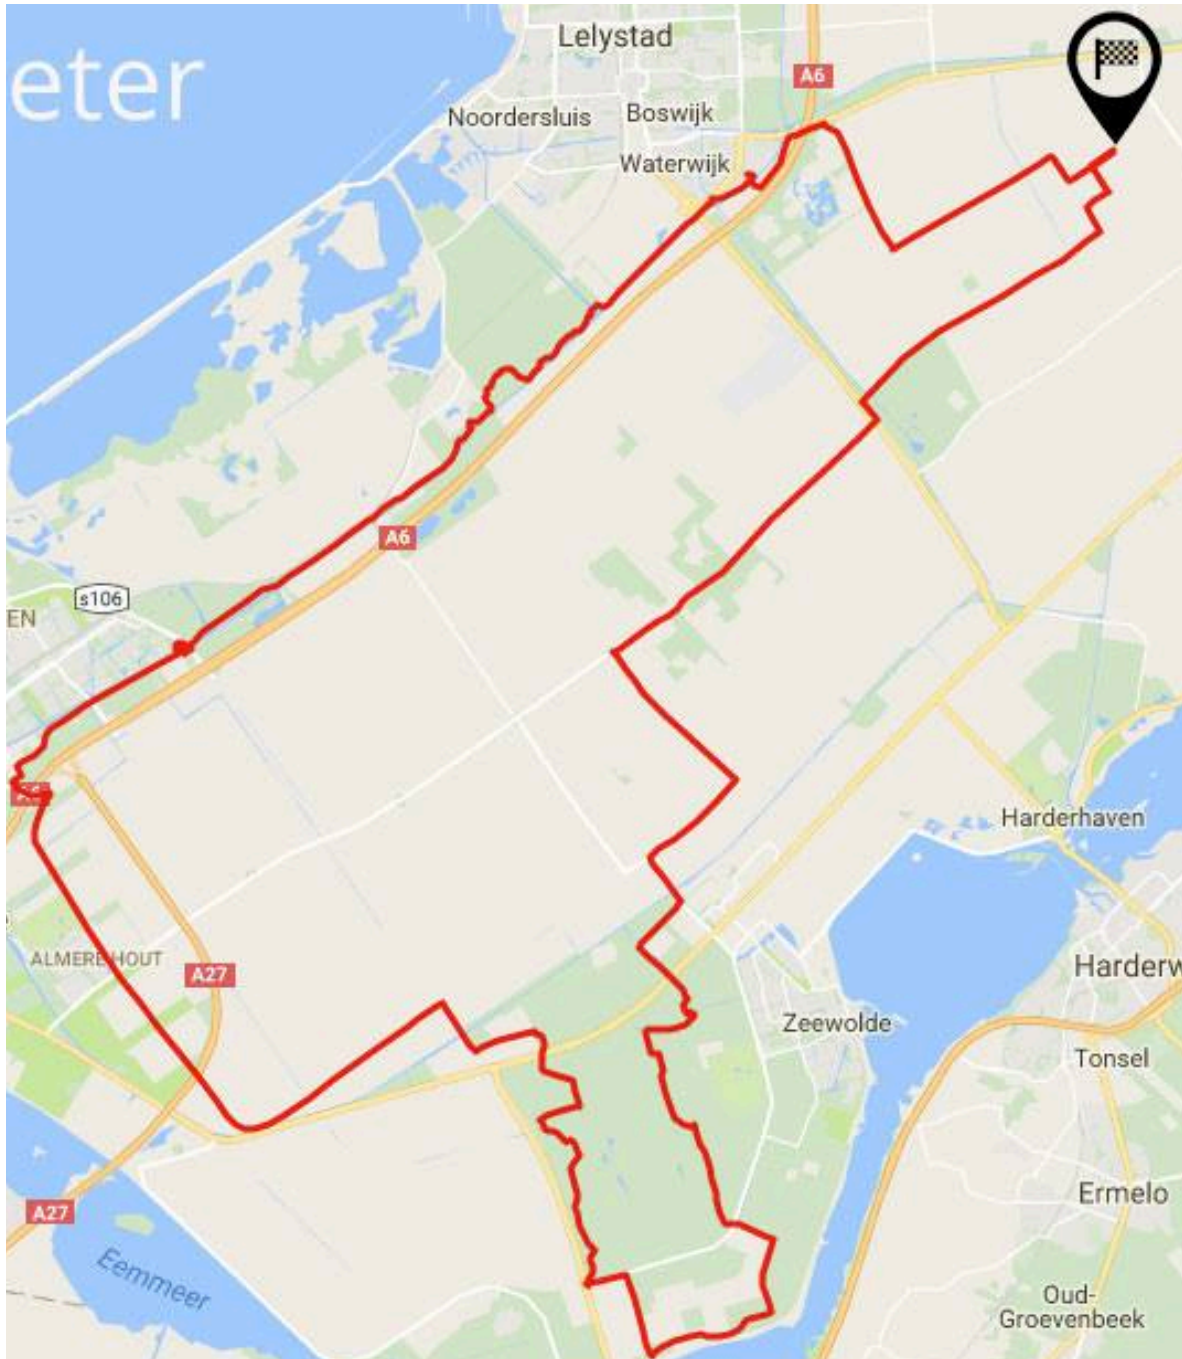 Lelystad
eter
A6
Noordersluis
Boswijk
Waterwijk
A6
s106
EN
Harderhaven
ALMERE HOUT
A27
Harderw
Zeewolde
Tonsel
A27
Ermelo
Eemmeer
Oud-
Groevenbeek